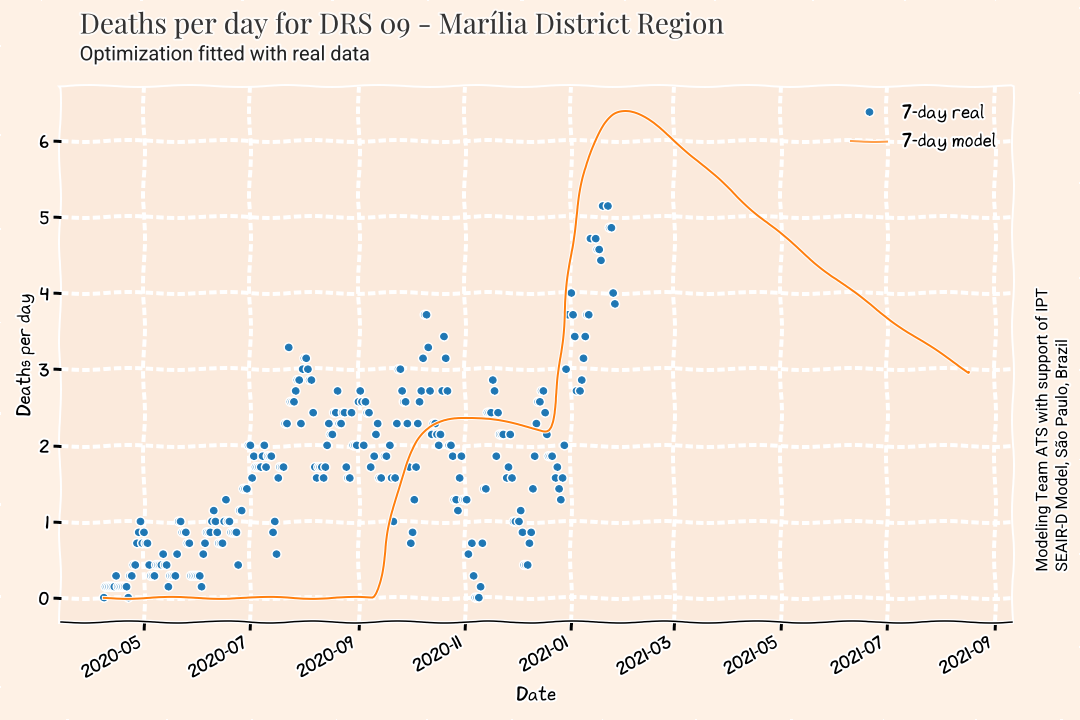 Deaths per day for DRS 09 - Marília District Region
Optimization fitted with real data
7-day real
7-day model
6
5
4
3
2
1
0
Deaths per day
2020-05
2020-07
2020-09
2020-11
2021-01
2021-03
2021-05
2021-07
2021-09
Date
Modeling Team ATS with support of IPT
SEAIR-D Model, São Paulo, Brazil